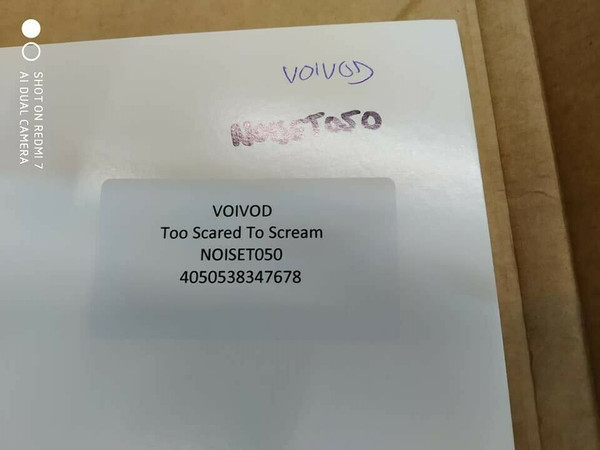 VOIVOD
NOISET050
VOIVOD
Too Scared To Scream
NOISET050
4050538347678
SHOT ON REDMI 7
AI DUAL CAMERA